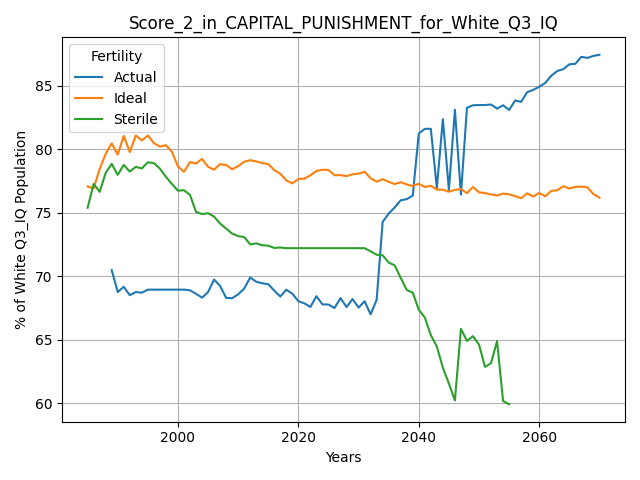 Score_2_in_CAPITAL_PUNISHMENT_for_White_Q3_IQ
Fertility
Actual
Ideal
Sterile
% of White Q3_IQ Population
85
80
75
70
65
60
2000
2020
2040
2060
Years